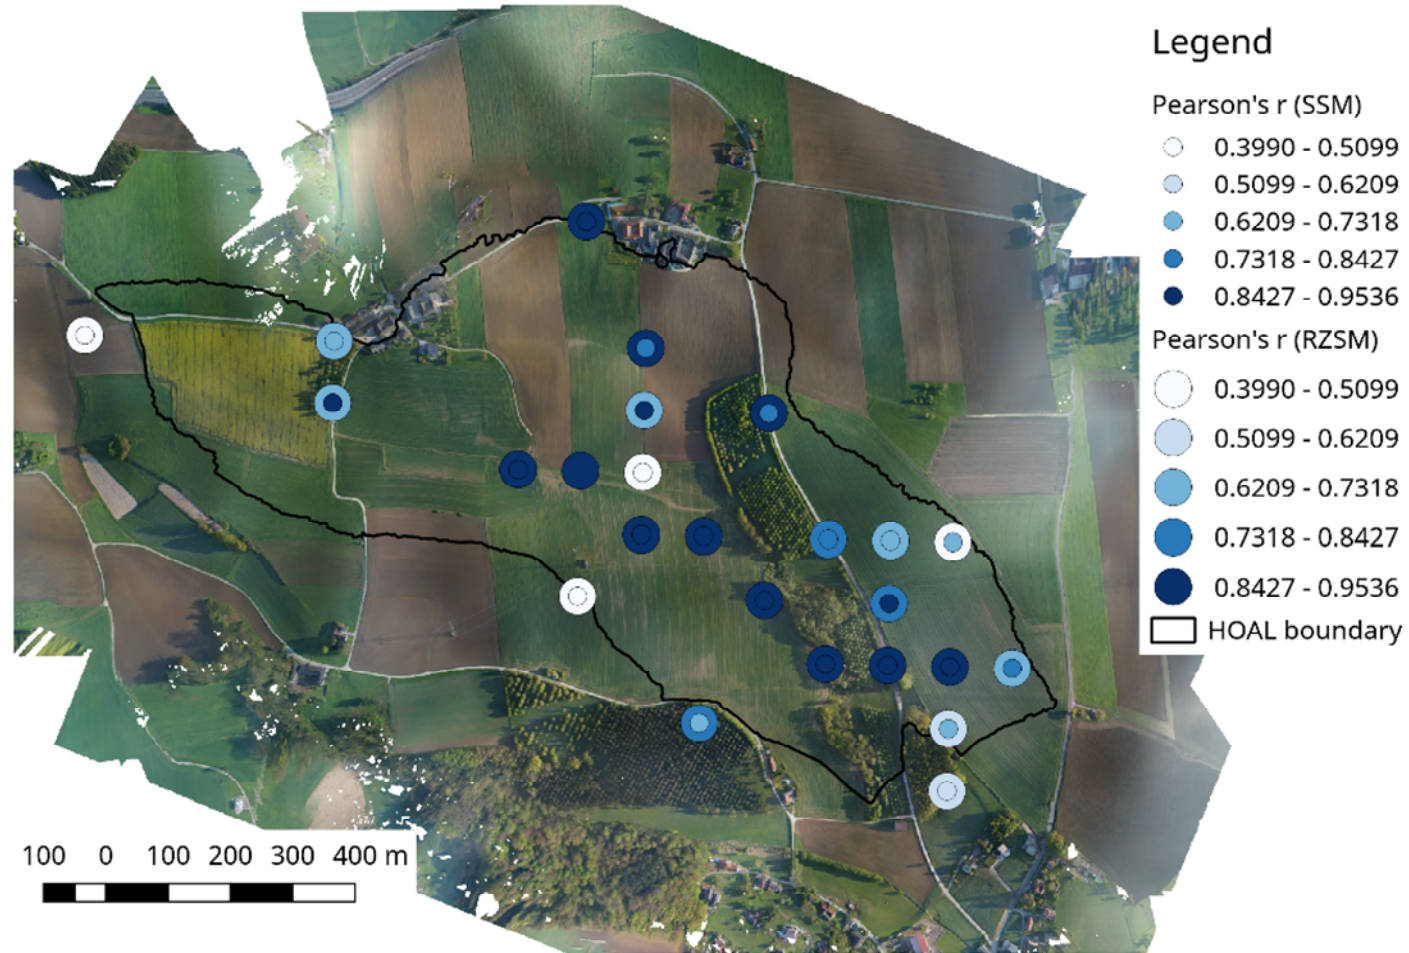 Legend
Pearson's r (SSM)
0.3990 - 0.5099
0.5099 - 0.6209
0.6209 - 0.7318
0.7318 - 0.8427
0.8427 - 0.9536
Pearson's r (RZSM)
0.3990 - 0.5099
0.5099 - 0.6209
0.6209 - 0.7318
0.7318 - 0.8427
0.8427 - 0.9536
HOAL boundary
100 0 100 200 300 400 m